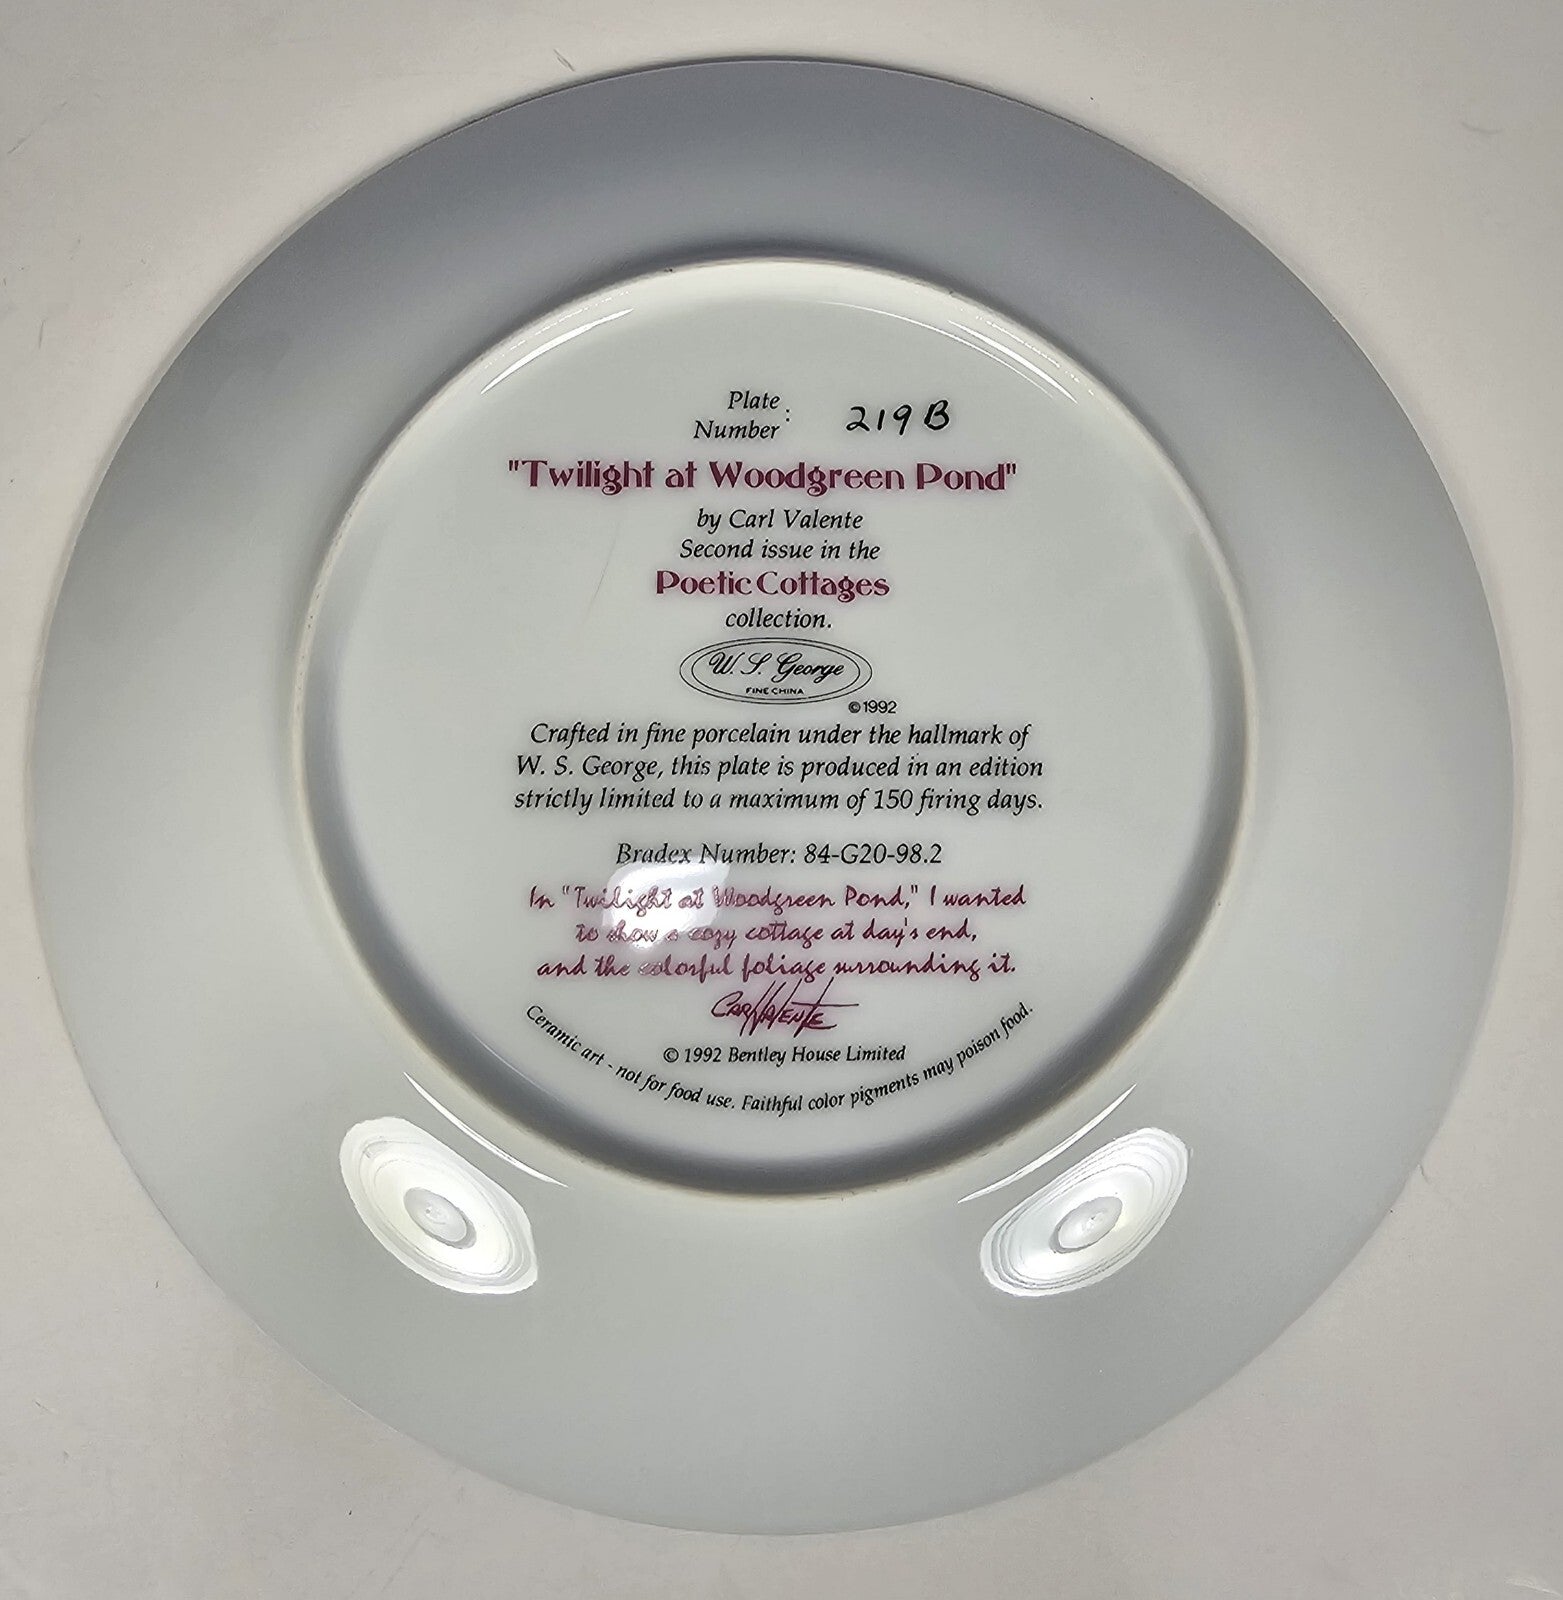 Plate Number : 219B
"Twilight at Woodgreen Pond"
by Carl Valente
Second issue in the
Poetic Cottages
collection.
W. S. George
FINE CHINA
©1992
Crafted in fine porcelain under the hallmark of
W. S. George, this plate is produced in an edition
strictly limited to a maximum of 150 firing days.
Bradex Number: 84-G20-98.2
In "Twilight at Woodgreen Pond," I wanted
to show a cozy cottage at day's end,
and the colorful foliage surrounding it.
Carl Valente
© 1992 Bentley House Limited
Ceramic art - not for food use. Faithful color pigments may poison food.